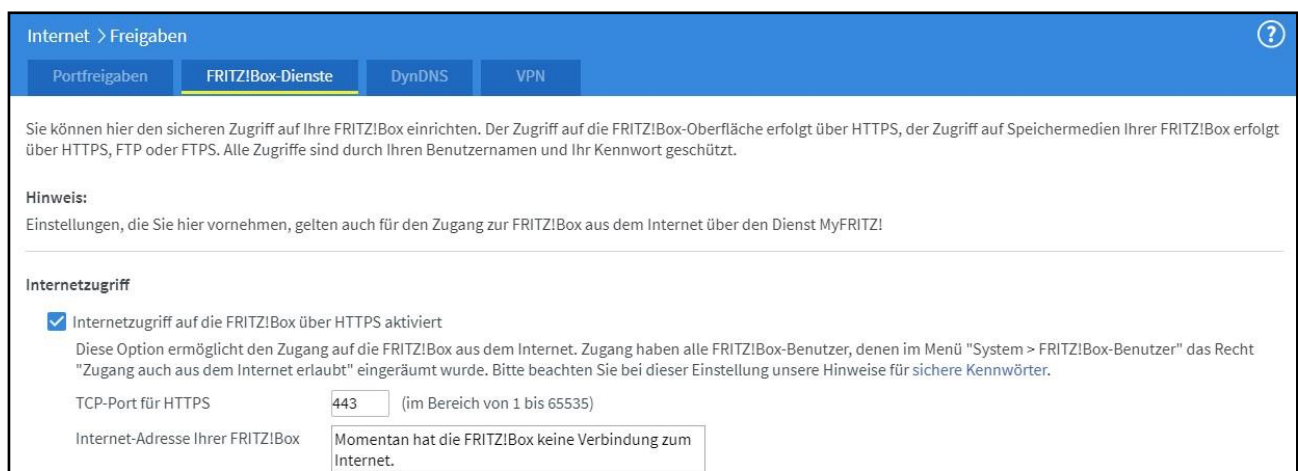 Internet > Freigaben
?
Portfreigaben FRITZ!Box-Dienste DynDNS VPN
Sie können hier den sicheren Zugriff auf Ihre FRITZ!Box einrichten. Der Zugriff auf die FRITZ!Box-Oberfläche erfolgt über HTTPS, der Zugriff auf Speichermedien Ihrer FRITZ!Box erfolgt
über HTTPS, FTP oder FTPS. Alle Zugriffe sind durch Ihren Benutzernamen und Ihr Kennwort geschützt.
Hinweis:
Einstellungen, die Sie hier vornehmen, gelten auch für den Zugang zur FRITZ!Box aus dem Internet über den Dienst MyFRITZ!
Internetzugriff
Internetzugriff auf die FRITZ!Box über HTTPS aktiviert
Diese Option ermöglicht den Zugang auf die FRITZ!Box aus dem Internet. Zugang haben alle FRITZ!Box-Benutzer, denen im Menü "System > FRITZ!Box-Benutzer" das Recht
"Zugang auch aus dem Internet erlaubt" eingeräumt wurde. Bitte beachten Sie bei dieser Einstellung unsere Hinweise für sichere Kennwörter.
TCP-Port für HTTPS 443 (im Bereich von 1 bis 65535)
Internet-Adresse Ihrer FRITZ!Box Momentan hat die FRITZ!Box keine Verbindung zum
Internet.